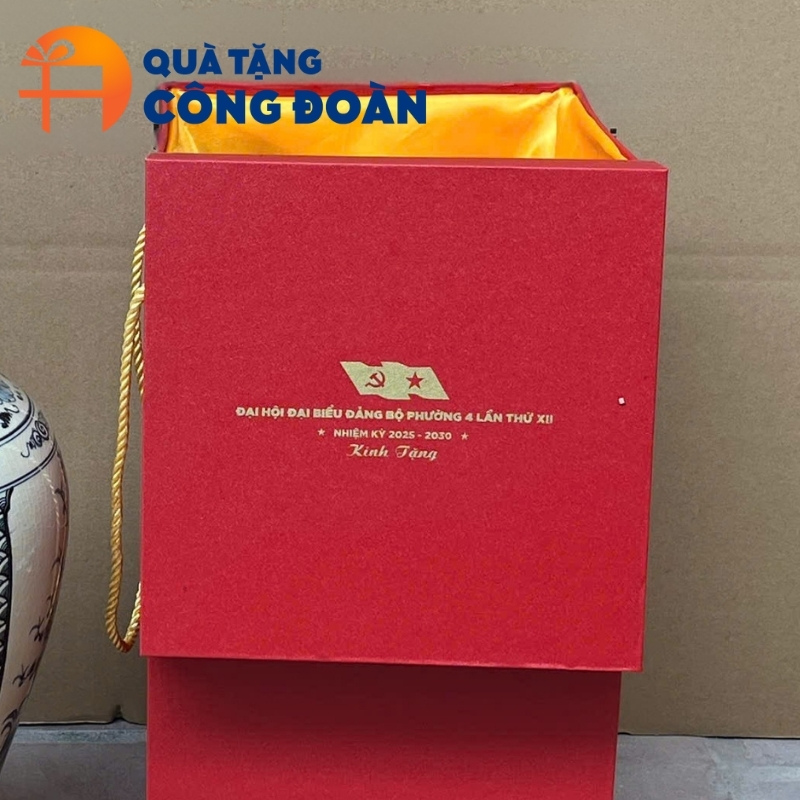 QUÀ TẶNG
CÔNG ĐOÀN
ĐẠI HỘI ĐẠI BIỂU ĐẢNG BỘ PHƯỜNG 4 LẦN THỨ XII
★ NHIỆM KỲ 2025 - 2030 ★
Kính Tặng